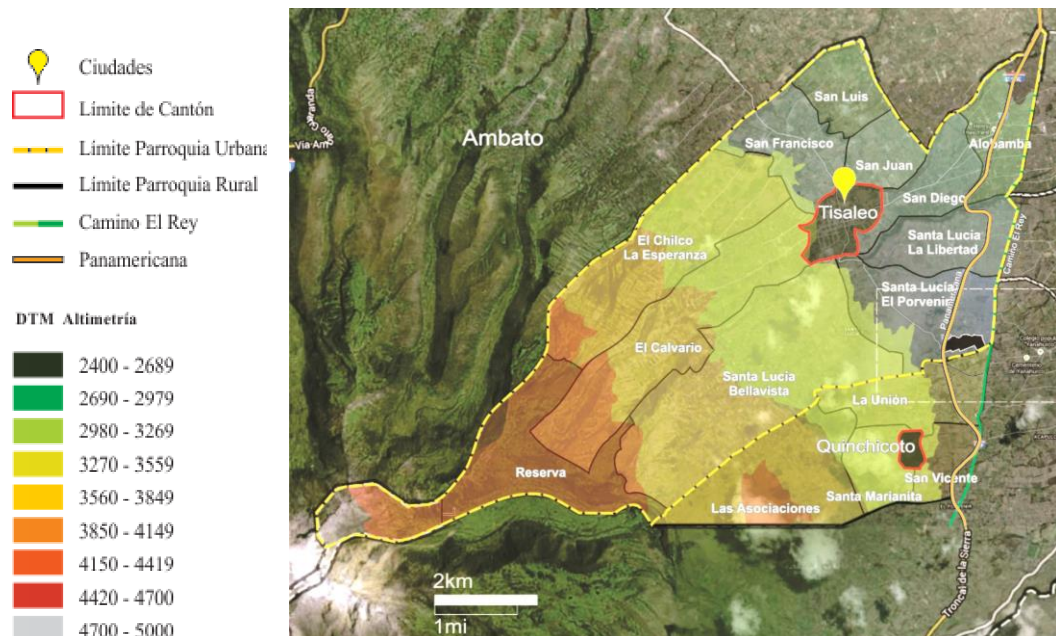 Ciudades
Límite de Cantón
Límite Parroquia Urbana
Límite Parroquia Rural
Camino El Rey
Panamericana
DTM Altimetría
2400 - 2689
2690 - 2979
2980 - 3269
3270 - 3559
3560 - 3849
3850 - 4149
4150 - 4419
4420 - 4700
4700 - 5000
Ambato
San Luis
San Francisco
San Juan
Alobamba
San Diego
Tisaleo
Santa Lucía
La Libertad
El Chilco
La Esperanza
Santa Lucía
El Porvenir
Panamericana
Camino El Rey
El Calvario
Santa Lucía
Bellavista
La Unión
Quinchicoto
San Vicente
Santa Marianita
Las Asociaciones
Reserva
Troncal de la Sierra
2km
1mi